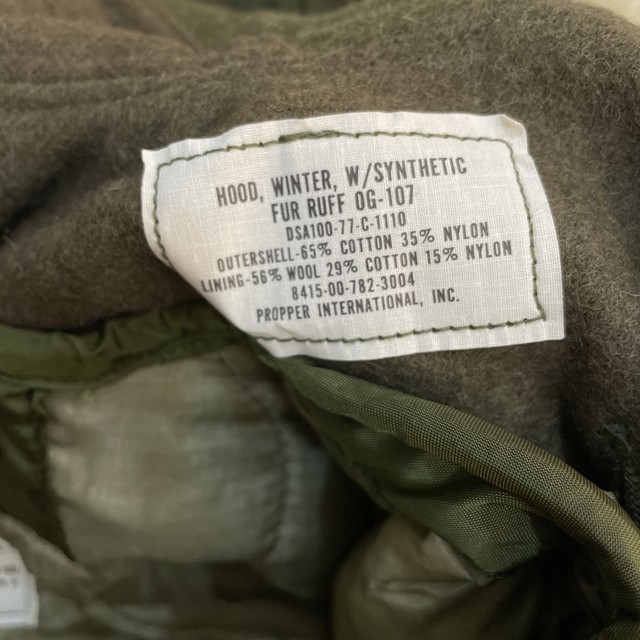 HOOD, WINTER, W/SYNTHETIC
FUR RUFF OG-107
DSA100-77-C-1110
OUTERSHELL-65% COTTON 35% NYLON
LINING-56% WOOL 29% COTTON 15% NYLON
8415-00-782-3004
PROPPER INTERNATIONAL, INC.